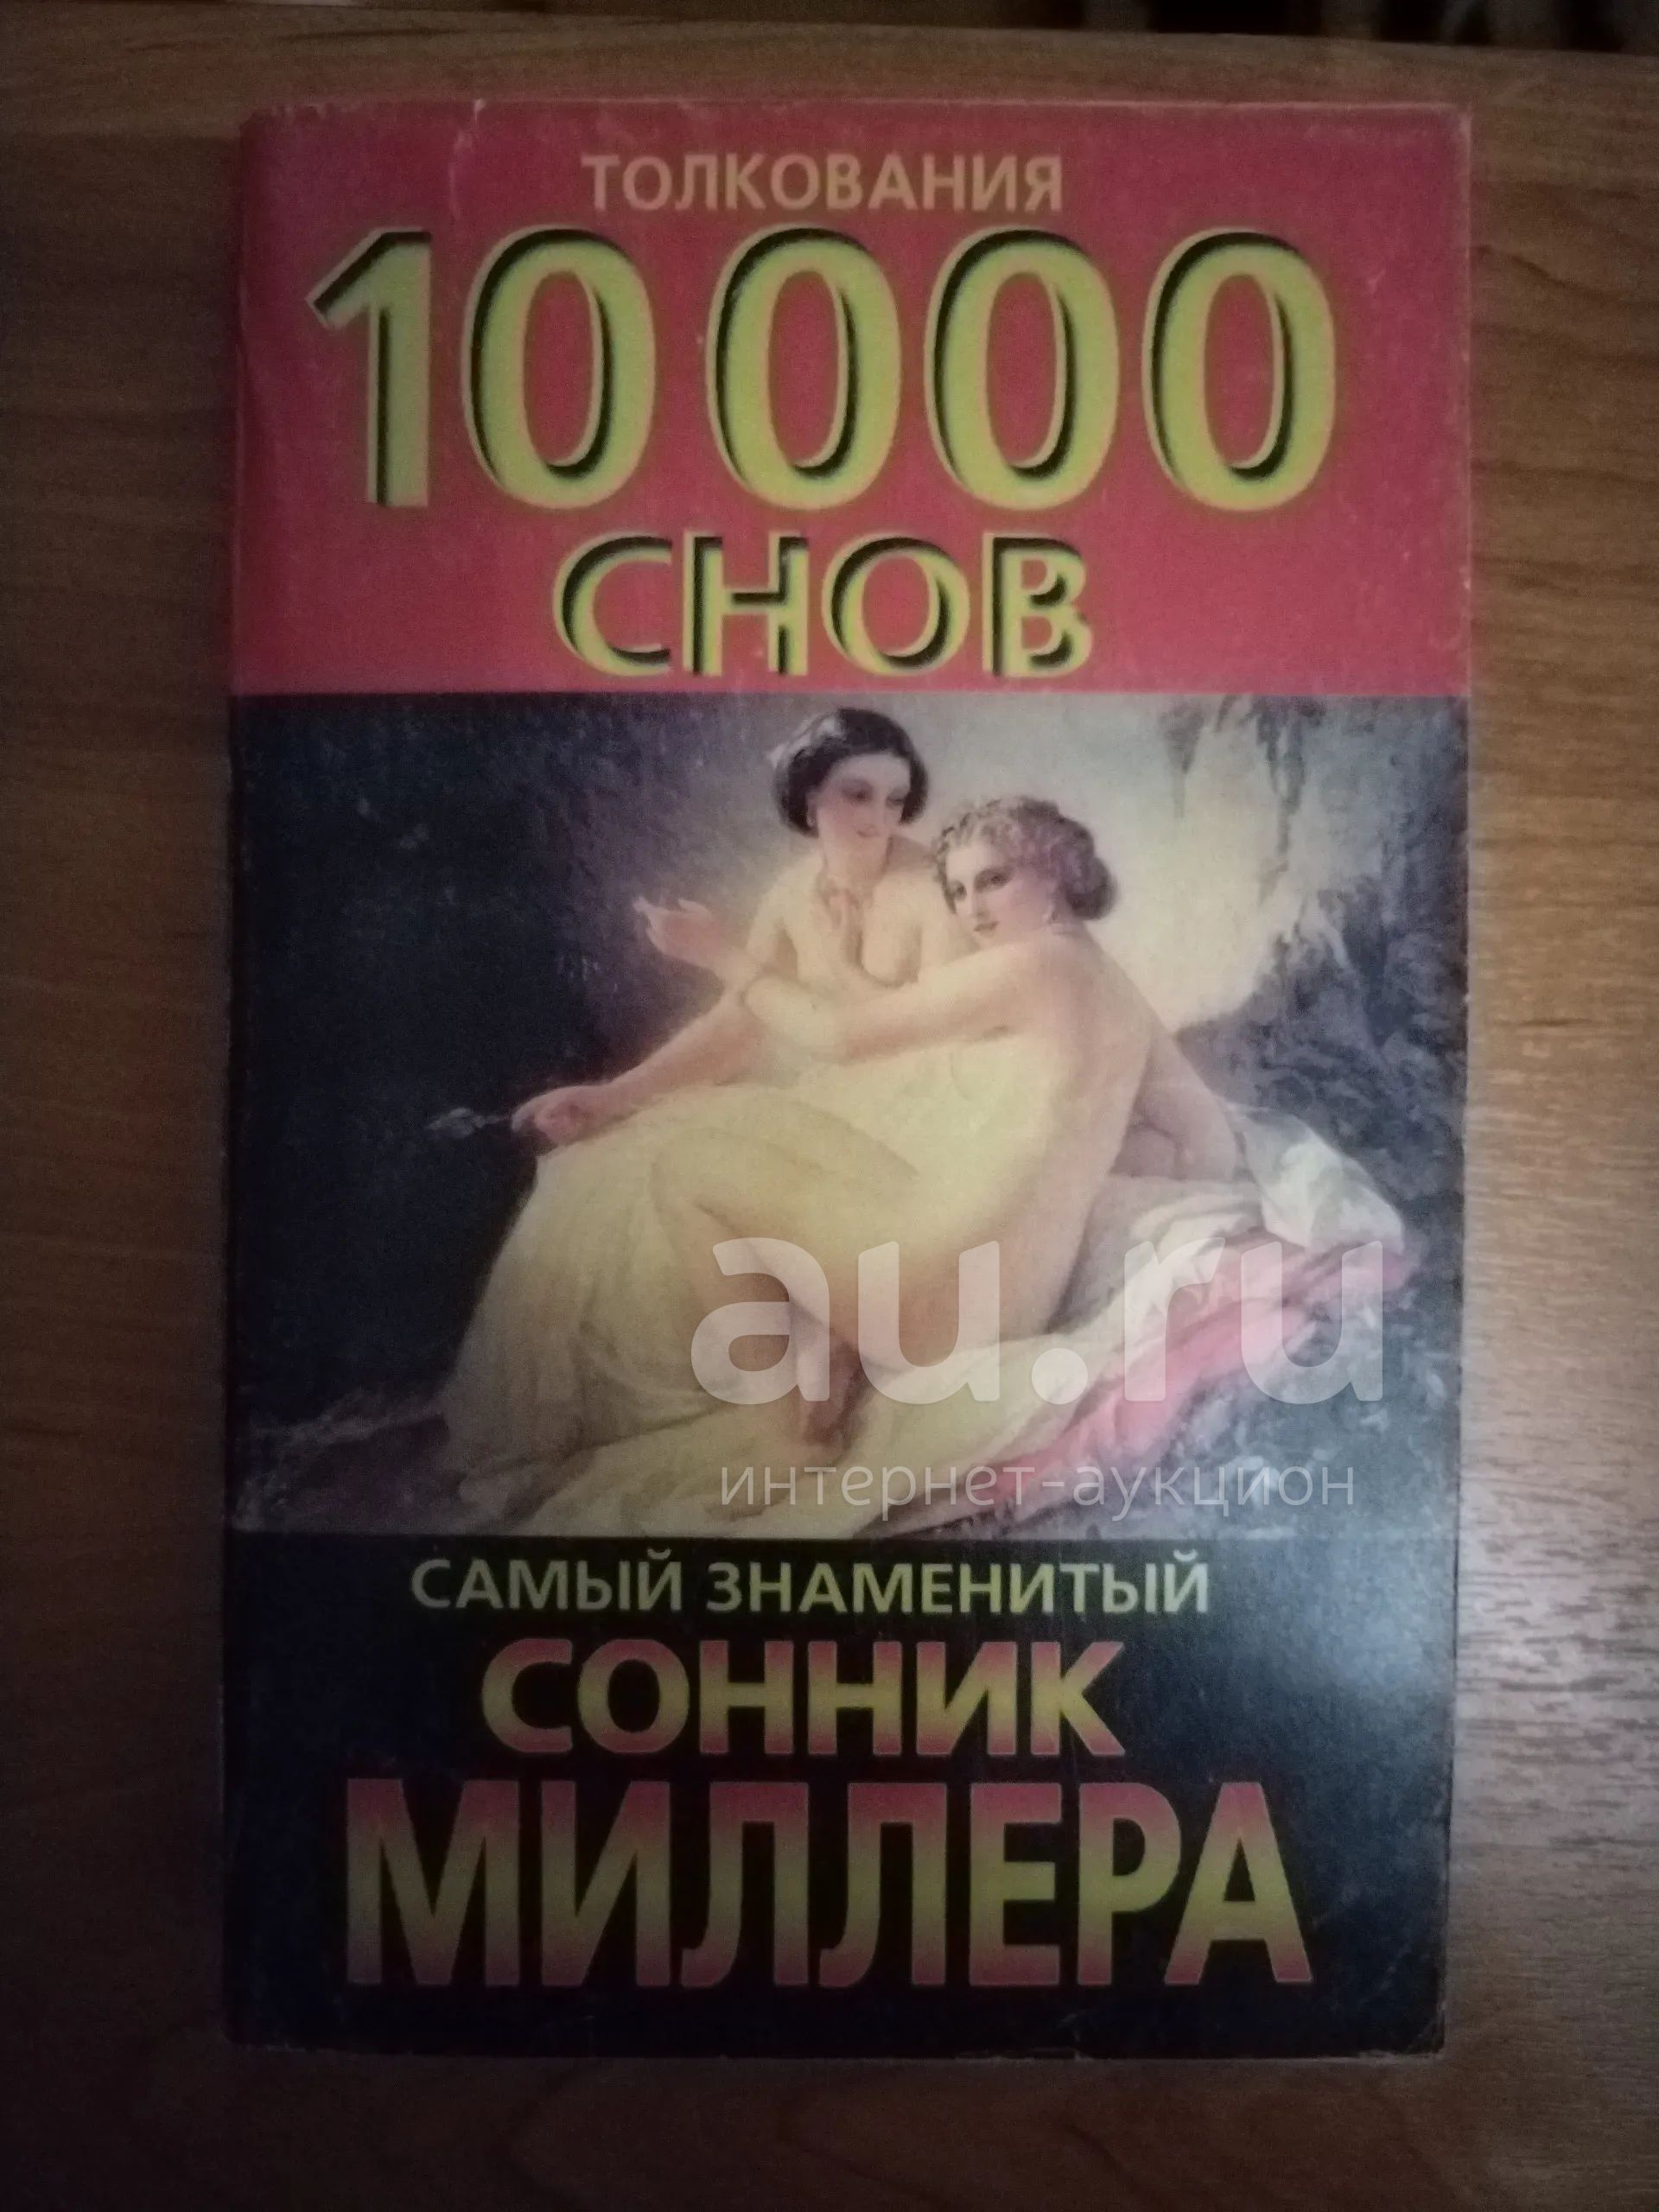 ТОЛКОВАНИЯ
10 000
СНОВ
au.ru
интернет-аукцион
САМЫЙ ЗНАМЕНИТЫЙ
СОННИК
МИЛЛЕРА